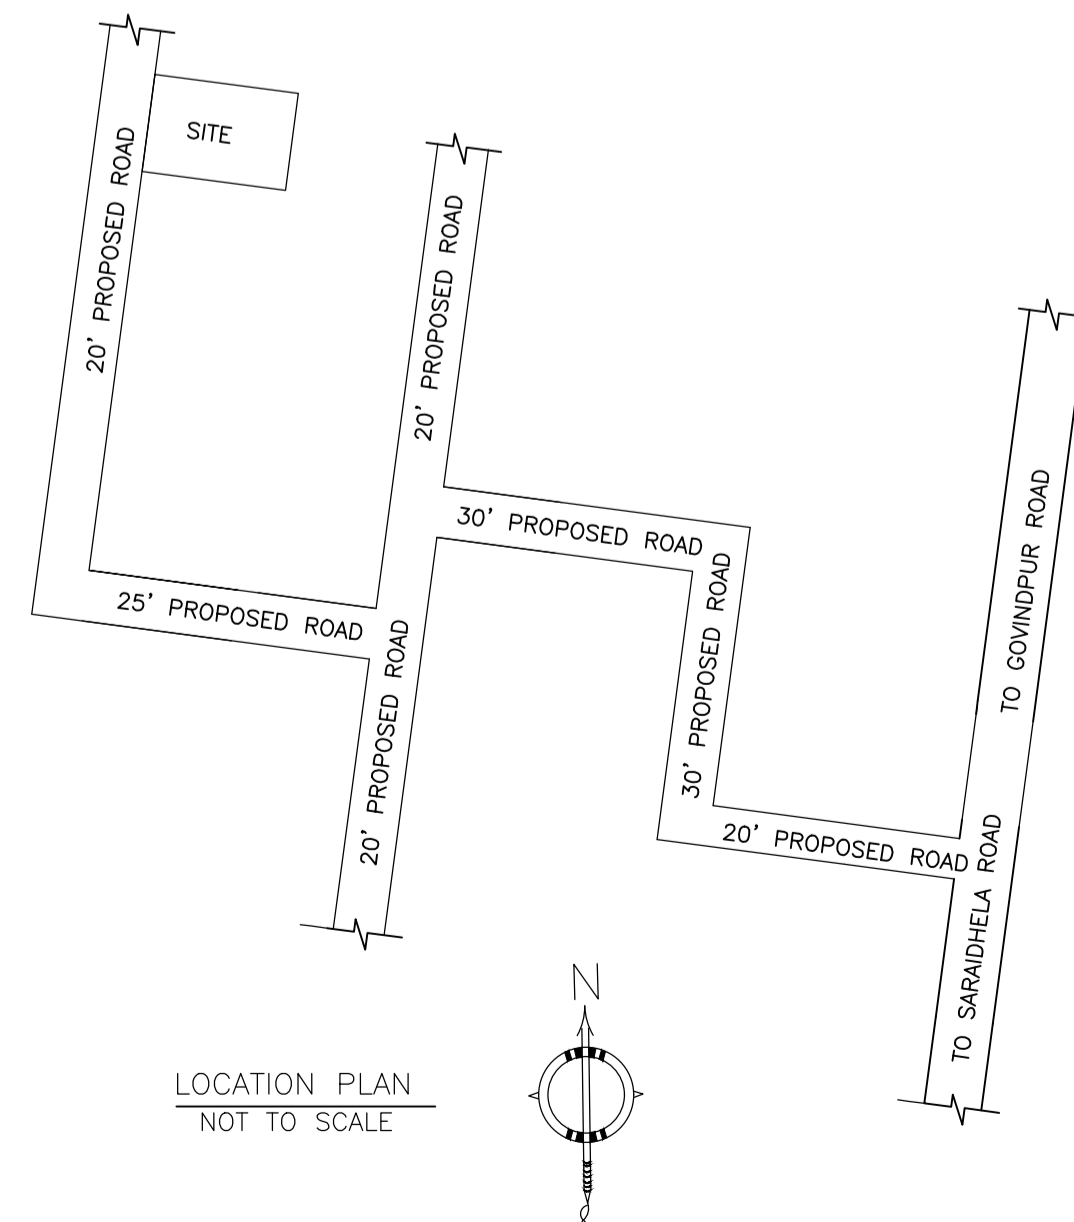 SITE
20' PROPOSED ROAD
20' PROPOSED ROAD
30' PROPOSED ROAD
30' PROPOSED ROAD
25' PROPOSED ROAD
20' PROPOSED ROAD
20' PROPOSED ROAD
TO GOVINDPUR ROAD
TO SARAIDHELA ROAD
N
LOCATION PLAN
NOT TO SCALE